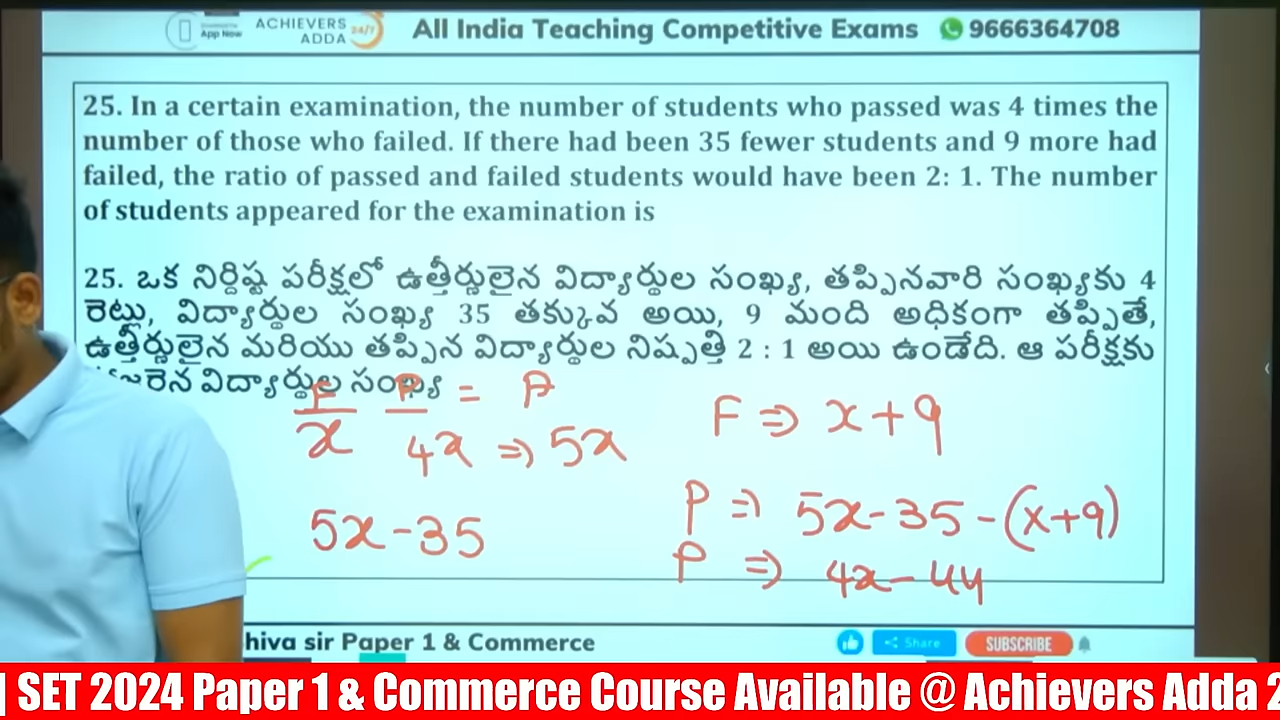 App Now
ACHIEVERS ADDA 24/7
All India Teaching Competitive Exams 9666364708
25. In a certain examination, the number of students who passed was 4 times the
number of those who failed. If there had been 35 fewer students and 9 more had
failed, the ratio of passed and failed students would have been 2: 1. The number
of students appeared for the examination is
25. ఒక నిర్దిష్ట పరీక్షలో ఉత్తీర్ణులైన విద్యార్థుల సంఖ్య, తప్పినవారి సంఖ్యకు 4
రెట్లు, విద్యార్థుల సంఖ్య 35 తక్కువ అయి, 9 మంది అధికంగా తప్పితే,
ఉత్తీర్ణులైన మరియు తప్పిన విద్యార్థుల నిష్పత్తి 2 : 1 అయి ఉండేది. ఆ పరీక్షకు
విద్యార్థుల సంఖ్య
F P = A
x 4x ⇒ 5x
F ⇒ x+9
5x-35
P ⇒ 5x-35-(x+9)
P ⇒ 4x-44
hiva sir Paper 1 & Commerce
Share
SUBSCRIBE
| SET 2024 Paper 1 & Commerce Course Available @ Achievers Adda 2